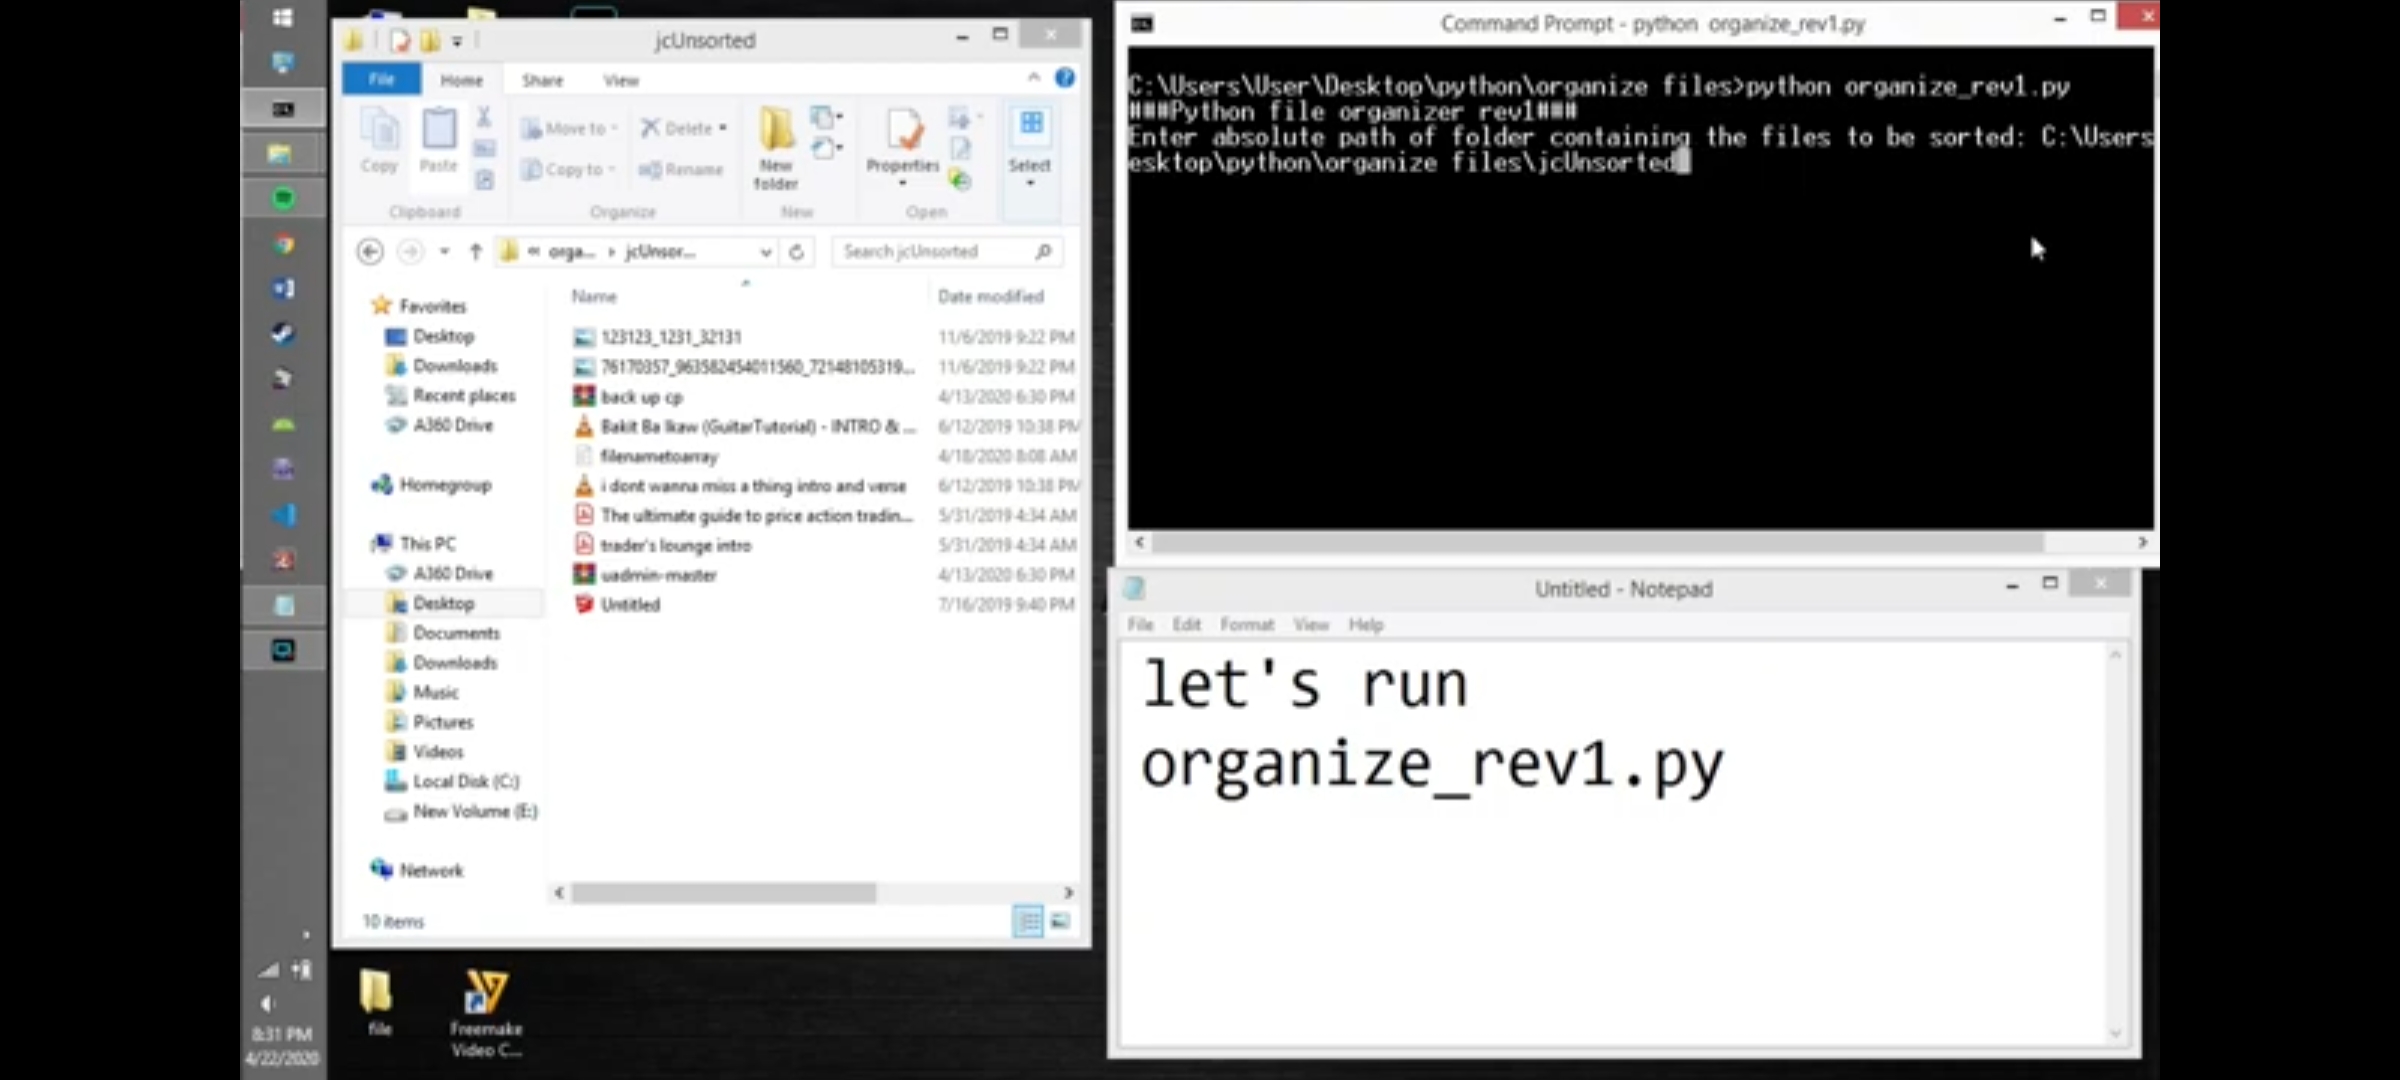 jcUnsorted
File Home Share View
Copy Paste Move to Copy to Delete Rename New folder Properties Select
Clipboard Organize New Open
orga... jcUnsor... Search jcUnsorted
Name Date modified
Favorites
Desktop
Downloads
Recent places
A360 Drive
Homegroup
This PC
A360 Drive
Desktop
Documents
Downloads
Music
Pictures
Videos
Local Disk (C:)
New Volume (E:)
Network
123123_1231_32131 11/6/2019 9:22 PM
76170357_963582454011560_72148105319... 11/6/2019 9:22 PM
back up cp 4/13/2020 6:30 PM
Bakit Ba Ikaw (GuitarTutorial) - INTRO & ... 6/12/2019 10:38 PM
filenametoarray 4/18/2020 8:08 AM
i dont wanna miss a thing intro and verse 6/12/2019 10:38 PM
The ultimate guide to price action tradin... 5/31/2019 4:34 AM
trader's lounge intro 5/31/2019 4:34 AM
uadmin-master 4/13/2020 6:30 PM
Untitled 7/16/2019 9:40 PM
10 items
Command Prompt - python organize_rev1.py
C:\Users\User\Desktop\python\organize files>python organize_rev1.py
###Python file organizer rev1###
Enter absolute path of folder containing the files to be sorted: C:\Users
esktop\python\organize files\jcUnsorted
Untitled - Notepad
File Edit Format View Help
let's run
organize_rev1.py
file
Freemake
Video C...
8:31 PM
4/22/2020